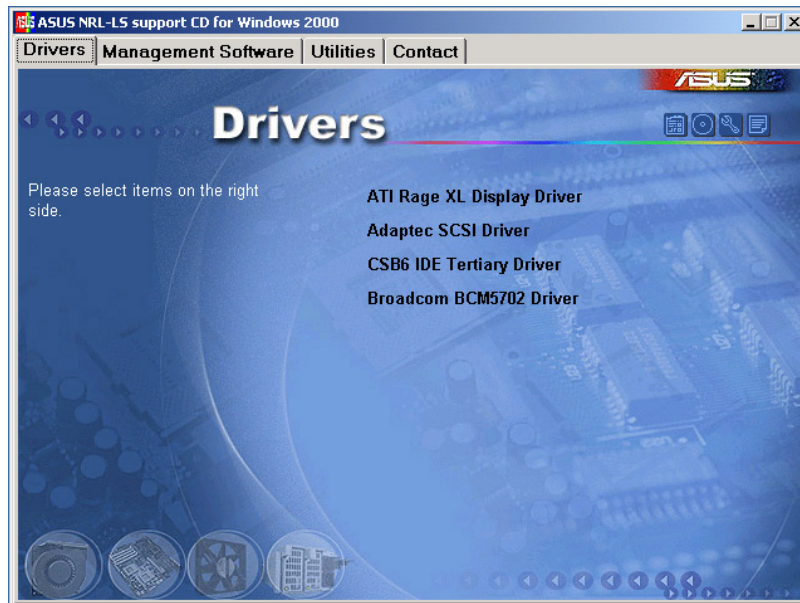 ASUS NRL-LS support CD for Windows 2000
Drivers Management Software Utilities Contact
ASUS
Drivers
Please select items on the right
side.
ATI Rage XL Display Driver
Adaptec SCSI Driver
CSB6 IDE Tertiary Driver
Broadcom BCM5702 Driver